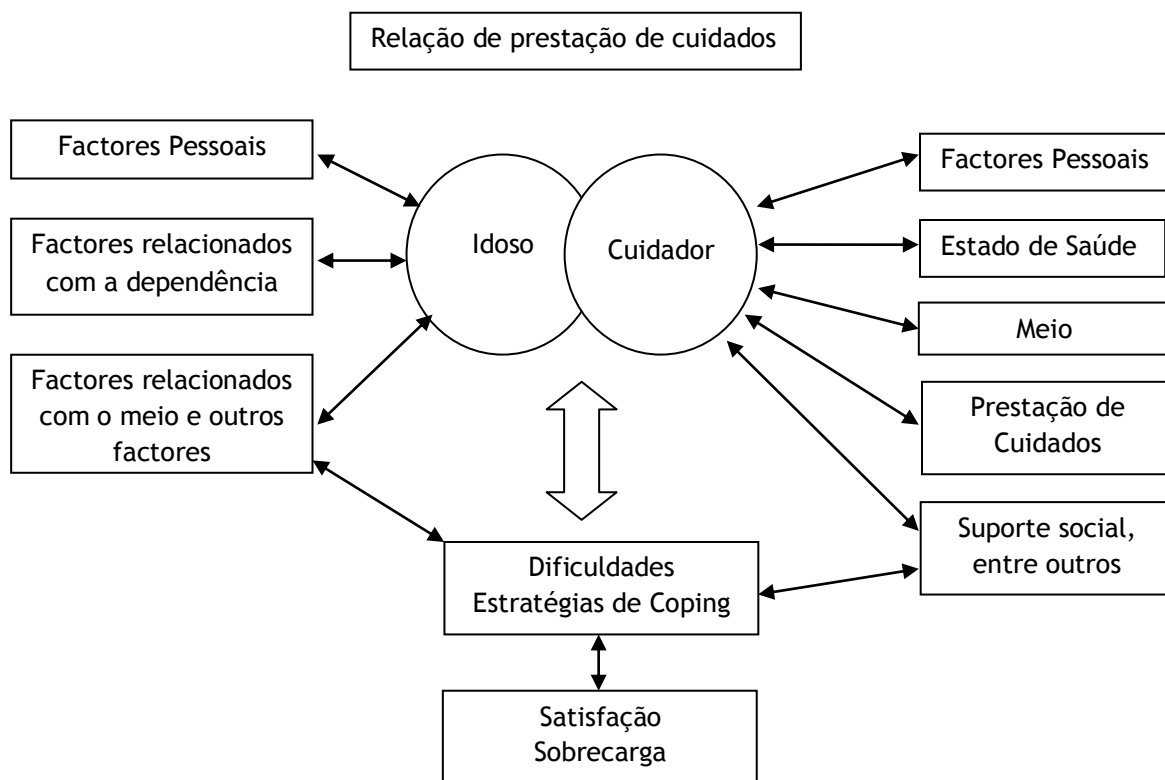 Relação de prestação de cuidados
Factores Pessoais
Factores relacionados
com a dependência
Factores relacionados
com o meio e outros
factores
Idoso
Cuidador
Factores Pessoais
Estado de Saúde
Meio
Prestação de
Cuidados
Suporte social,
entre outros
Dificuldades
Estratégias de Coping
Satisfação
Sobrecarga